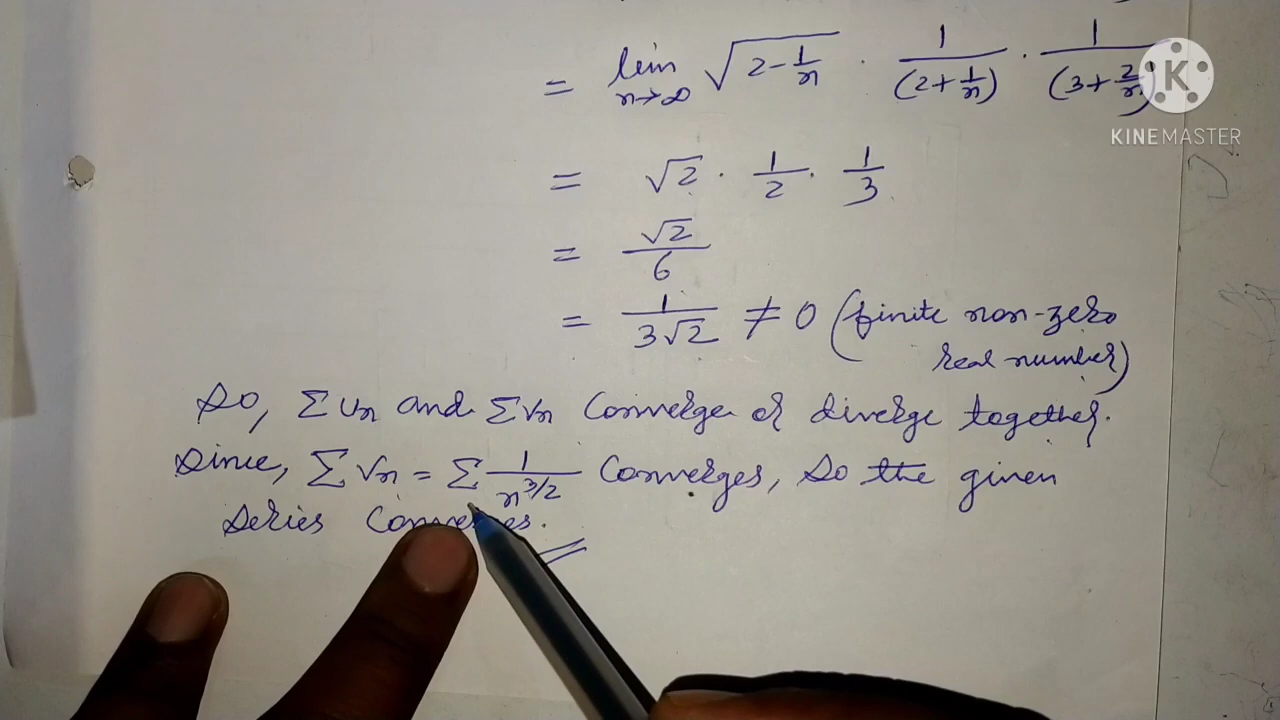 = lim n→∞ √(2 - 1/n) · 1/(2 + 1/n) · 1/(3 + 2/n)
KINEMASTER
= √2 · 1/2 · 1/3
= √2/6
= 1/(3√2) ≠ 0 (finite non-zero
real number)
So, Σ un and Σ vn Converge or diverge together.
Since, Σ vn = Σ 1/n^(3/2) Converges, So the given
Series Converges.